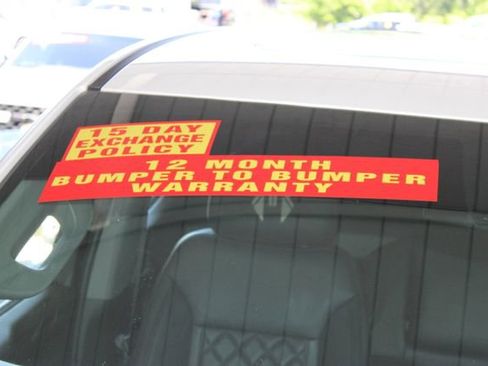 15 DAY
EXCHANGE
POLICY
12 MONTH
BUMPER TO BUMPER
WARRANTY